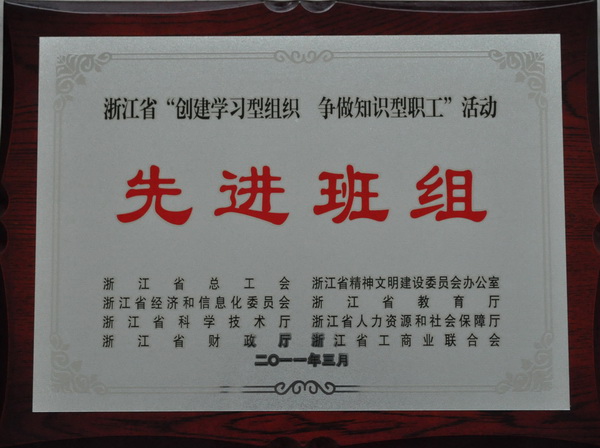 浙江省“创建学习型组织 争做知识型职工”活动
先进班组
浙江省总工会 浙江省精神文明建设委员会办公室
浙江省经济和信息化委员会 浙江省教育厅
浙江省科学技术厅 浙江省人力资源和社会保障厅
浙江省财政厅 浙江省工商业联合会
二〇一一年三月